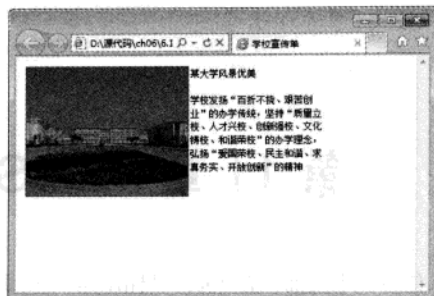 D:\源代码\ch06\6.1
学校宣传单
某大学风景优美
学校发扬“百折不挠、艰苦创
业”的办学传统，坚持“质量立
校、人才兴校、创新强校、文化
铸校、和谐荣校”的办学理念，
弘扬“爱国荣校、民主和谐、求
真务实、开放创新”的精神